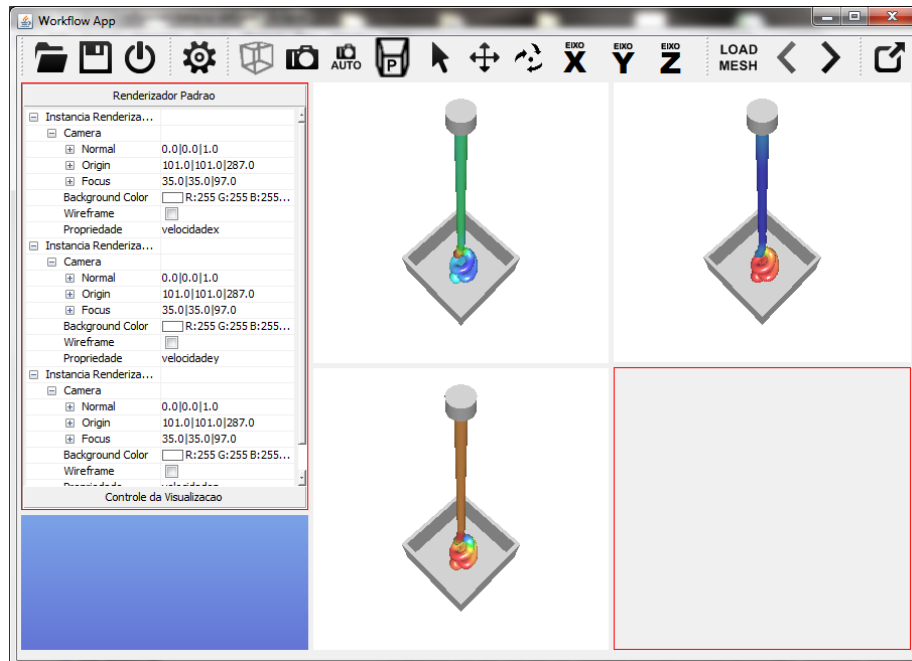 Workflow App
AUTO
P
EIXO
X
EIXO
Y
EIXO
Z
LOAD
MESH
Renderizador Padrao
Instancia Renderiza...
Camera
Normal 0.0|0.0|1.0
Origin 101.0|101.0|287.0
Focus 35.0|35.0|97.0
Background Color R:255 G:255 B:255...
Wireframe
Propriedade velocidadex
Instancia Renderiza...
Camera
Normal 0.0|0.0|1.0
Origin 101.0|101.0|287.0
Focus 35.0|35.0|97.0
Background Color R:255 G:255 B:255...
Wireframe
Propriedade velocidadey
Instancia Renderiza...
Camera
Normal 0.0|0.0|1.0
Origin 101.0|101.0|287.0
Focus 35.0|35.0|97.0
Background Color R:255 G:255 B:255...
Wireframe
Controle da Visualizacao